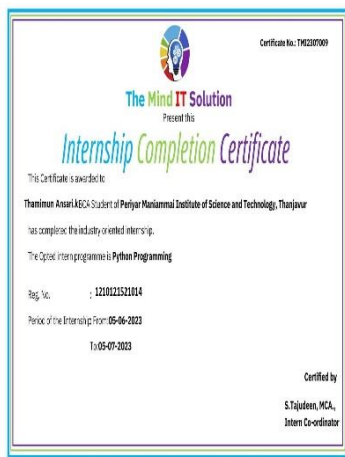 Certificate No.: TMI2307009
The Mind IT Solution
Present this
Internship Completion Certificate
This Certificate is awarded to
Thamimun Ansari.k BCA Student of Periyar Maniammai Institute of Science and Technology, Thanjavur
has completed the industry oriented internship.
The Opted intern programme is Python Programming
Reg. No. : 1210121521014
Period of the Internship From:05-06-2023
To:05-07-2023
Certified by
S.Tajudeen, MCA.,
Intern Co-ordinator